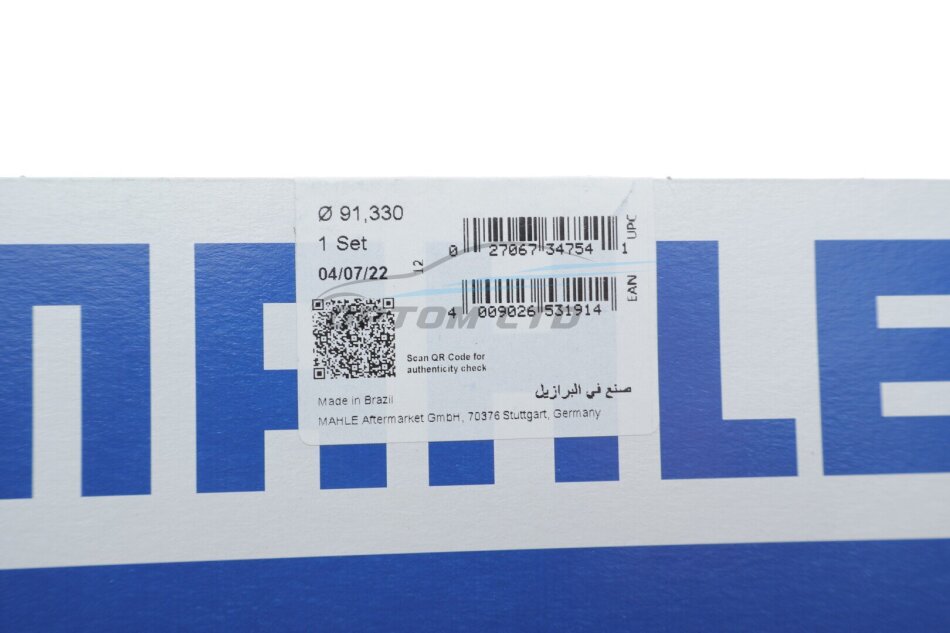 Ø 91,330
1 Set
04/07/22
12
0 27067 34754 1
UPC
4 009026 531914
EAN
Scan QR Code for
authenticity check
صنع في البرازيل
Made in Brazil
MAHLE Aftermarket GmbH, 70376 Stuttgart, Germany
MAHLE